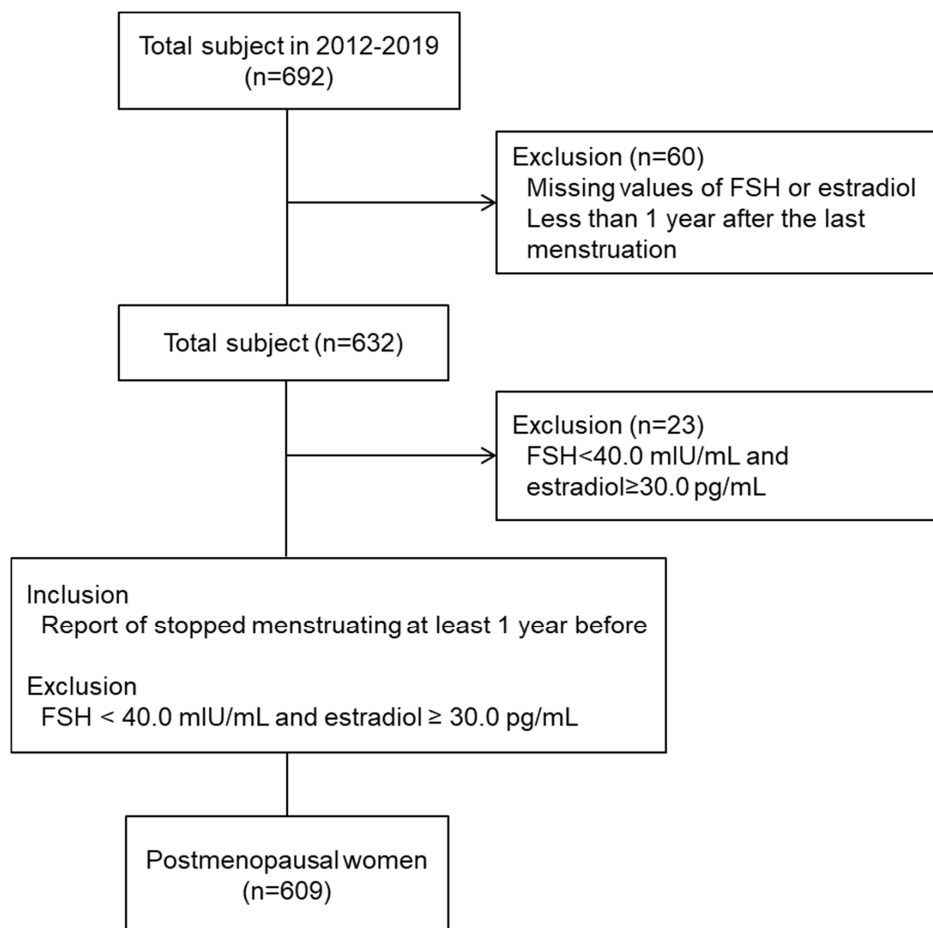 Total subject in 2012-2019
(n=692)
Exclusion (n=60)
Missing values of FSH or estradiol
Less than 1 year after the last
menstruation
Total subject (n=632)
Exclusion (n=23)
FSH<40.0 mIU/mL and
estradiol≥30.0 pg/mL
Inclusion
Report of stopped menstruating at least 1 year before
Exclusion
FSH < 40.0 mIU/mL and estradiol ≥ 30.0 pg/mL
Postmenopausal women
(n=609)